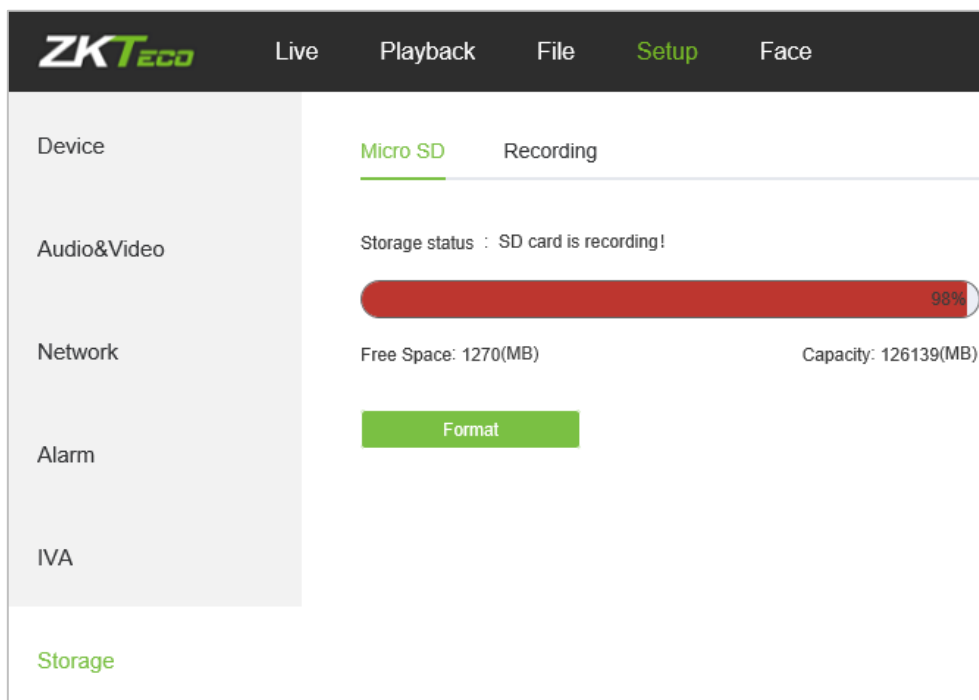 ZKTeco Live Playback File Setup Face
Device
Micro SD Recording
Audio&Video
Storage status : SD card is recording!
98%
Network
Free Space: 1270(MB) Capacity: 126139(MB)
Format
Alarm
IVA
Storage